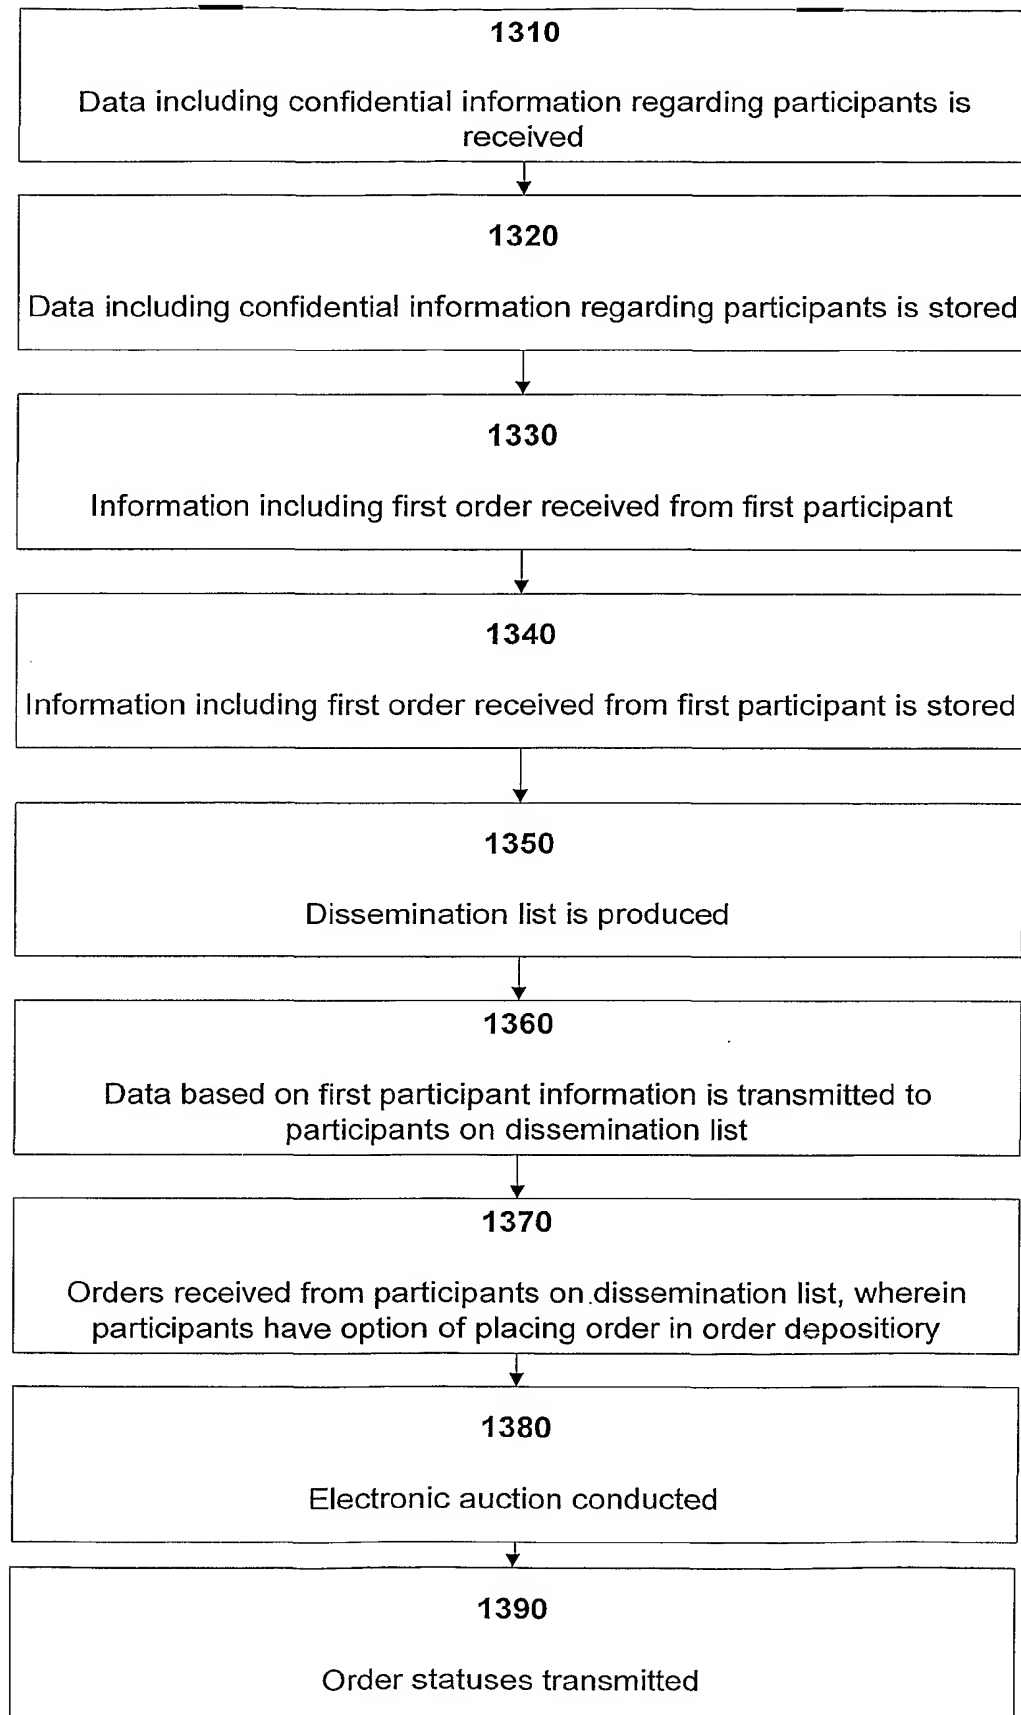 1310
Data including confidential information regarding participants is
received
1320
Data including confidential information regarding participants is stored
1330
Information including first order received from first participant
1340
Information including first order received from first participant is stored
1350
Dissemination list is produced
1360
Data based on first participant information is transmitted to
participants on dissemination list
1370
Orders received from participants on dissemination list, wherein
participants have option of placing order in order depositiory
1380
Electronic auction conducted
1390
Order statuses transmitted